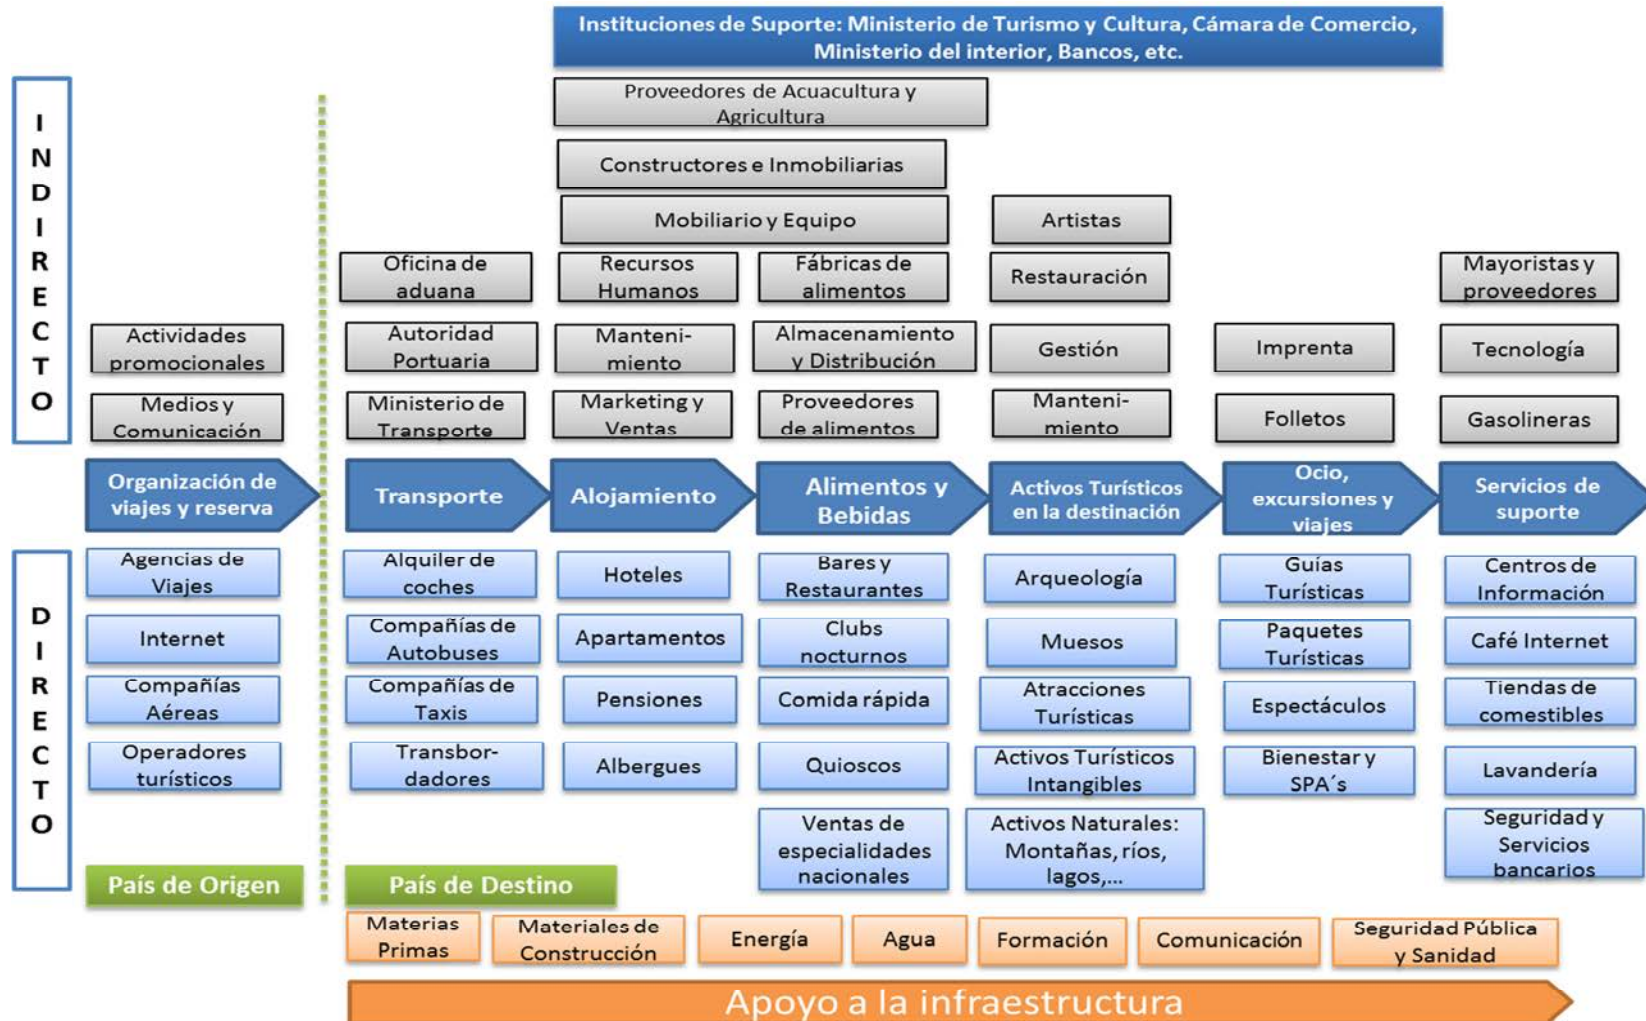 Instituciones de Suporte: Ministerio de Turismo y Cultura, Cámara de Comercio,
Ministerio del interior, Bancos, etc.
INDIRECTO
Proveedores de Acuacultura y
Agricultura
Constructores e Inmobiliarias
Mobiliario y Equipo
Artistas
Oficina de
aduana
Recursos
Humanos
Fábricas de
alimentos
Restauración
Mayoristas y
proveedores
Actividades
promocionales
Autoridad
Portuaria
Manteni-
miento
Almacenamiento
y Distribución
Gestión
Imprenta
Tecnología
Medios y
Comunicación
Ministerio de
Transporte
Marketing y
Ventas
Proveedores
de alimentos
Manteni-
miento
Folletos
Gasolineras
Organización de
viajes y reserva
Transporte
Alojamiento
Alimentos y
Bebidas
Activos Turísticos
en la destinación
Ocio,
excursiones y
viajes
Servicios de
suporte
DIRECTO
Agencias de
Viajes
Alquiler de
coches
Hoteles
Bares y
Restaurantes
Arqueología
Guías
Turísticas
Centros de
Información
Internet
Compañías de
Autobuses
Apartamentos
Clubs
nocturnos
Muesos
Paquetes
Turísticas
Café Internet
Compañías
Aéreas
Compañías de
Taxis
Pensiones
Comida rápida
Atracciones
Turísticas
Espectáculos
Tiendas de
comestibles
Operadores
turísticos
Transbor-
dadores
Albergues
Quioscos
Activos Turísticos
Intangibles
Bienestar y
SPA´s
Lavandería
Ventas de
especialidades
nacionales
Activos Naturales:
Montañas, ríos,
lagos,...
Seguridad y
Servicios
bancarios
País de Origen
País de Destino
Materias
Primas
Materiales de
Construcción
Energía
Agua
Formación
Comunicación
Seguridad Pública
y Sanidad
Apoyo a la infraestructura